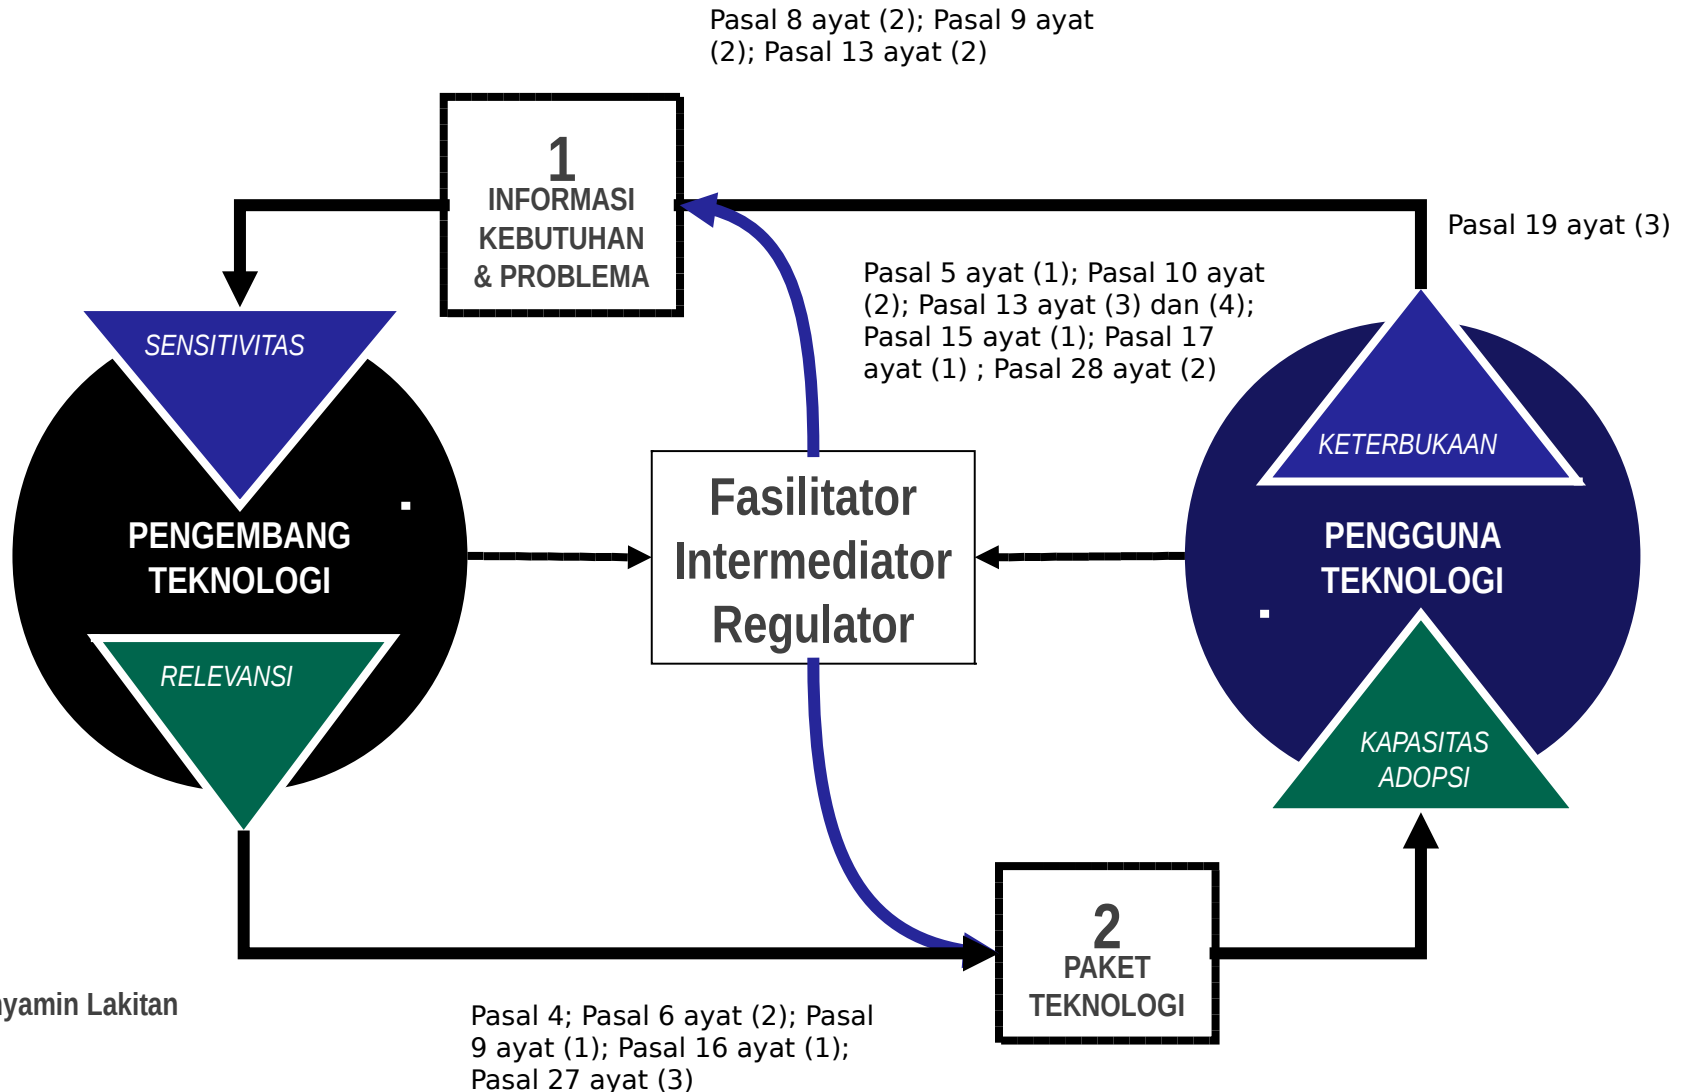 Pasal 8 ayat (2); Pasal 9 ayat
(2); Pasal 13 ayat (2)
1
INFORMASI
KEBUTUHAN
& PROBLEMA
Pasal 19 ayat (3)
Pasal 5 ayat (1); Pasal 10 ayat
(2); Pasal 13 ayat (3) dan (4);
Pasal 15 ayat (1); Pasal 17
ayat (1) ; Pasal 28 ayat (2)
SENSITIVITAS
KETERBUKAAN
Fasilitator
Intermediator
Regulator
PENGEMBANG
TEKNOLOGI
PENGGUNA
TEKNOLOGI
RELEVANSI
KAPASITAS
ADOPSI
2
PAKET
TEKNOLOGI
Lakitan
Pasal 4; Pasal 6 ayat (2); Pasal
9 ayat (1); Pasal 16 ayat (1);
Pasal 27 ayat (3)